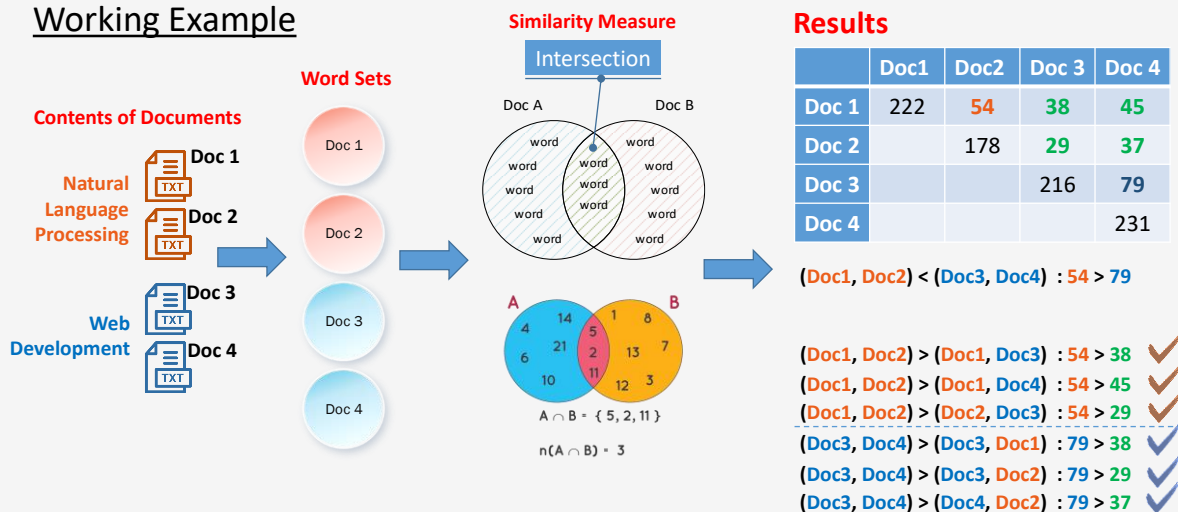 Working Example
Contents of Documents
Natural
Language
Processing
Doc 1
TXT
Doc 2
TXT
Web
Development
Doc 3
TXT
Doc 4
TXT
Word Sets
Doc 1
Doc 2
Doc 3
Doc 4
Similarity Measure
Intersection
Doc A Doc B
word word word
word word word
word word word
word word
word word
A B
4 14 5 1 8
6 21 2 13 7
10 11 12 3
A ∩ B = { 5, 2, 11 }
n(A ∩ B) = 3
Results
Doc1 Doc2 Doc 3 Doc 4
Doc 1 222 54 38 45
Doc 2 178 29 37
Doc 3 216 79
Doc 4 231
(Doc1, Doc2) < (Doc3, Doc4) : 54 > 79
(Doc1, Doc2) > (Doc1, Doc3) : 54 > 38
(Doc1, Doc2) > (Doc1, Doc4) : 54 > 45
(Doc1, Doc2) > (Doc2, Doc3) : 54 > 29
(Doc3, Doc4) > (Doc3, Doc1) : 79 > 38
(Doc3, Doc4) > (Doc3, Doc2) : 79 > 29
(Doc3, Doc4) > (Doc4, Doc2) : 79 > 37